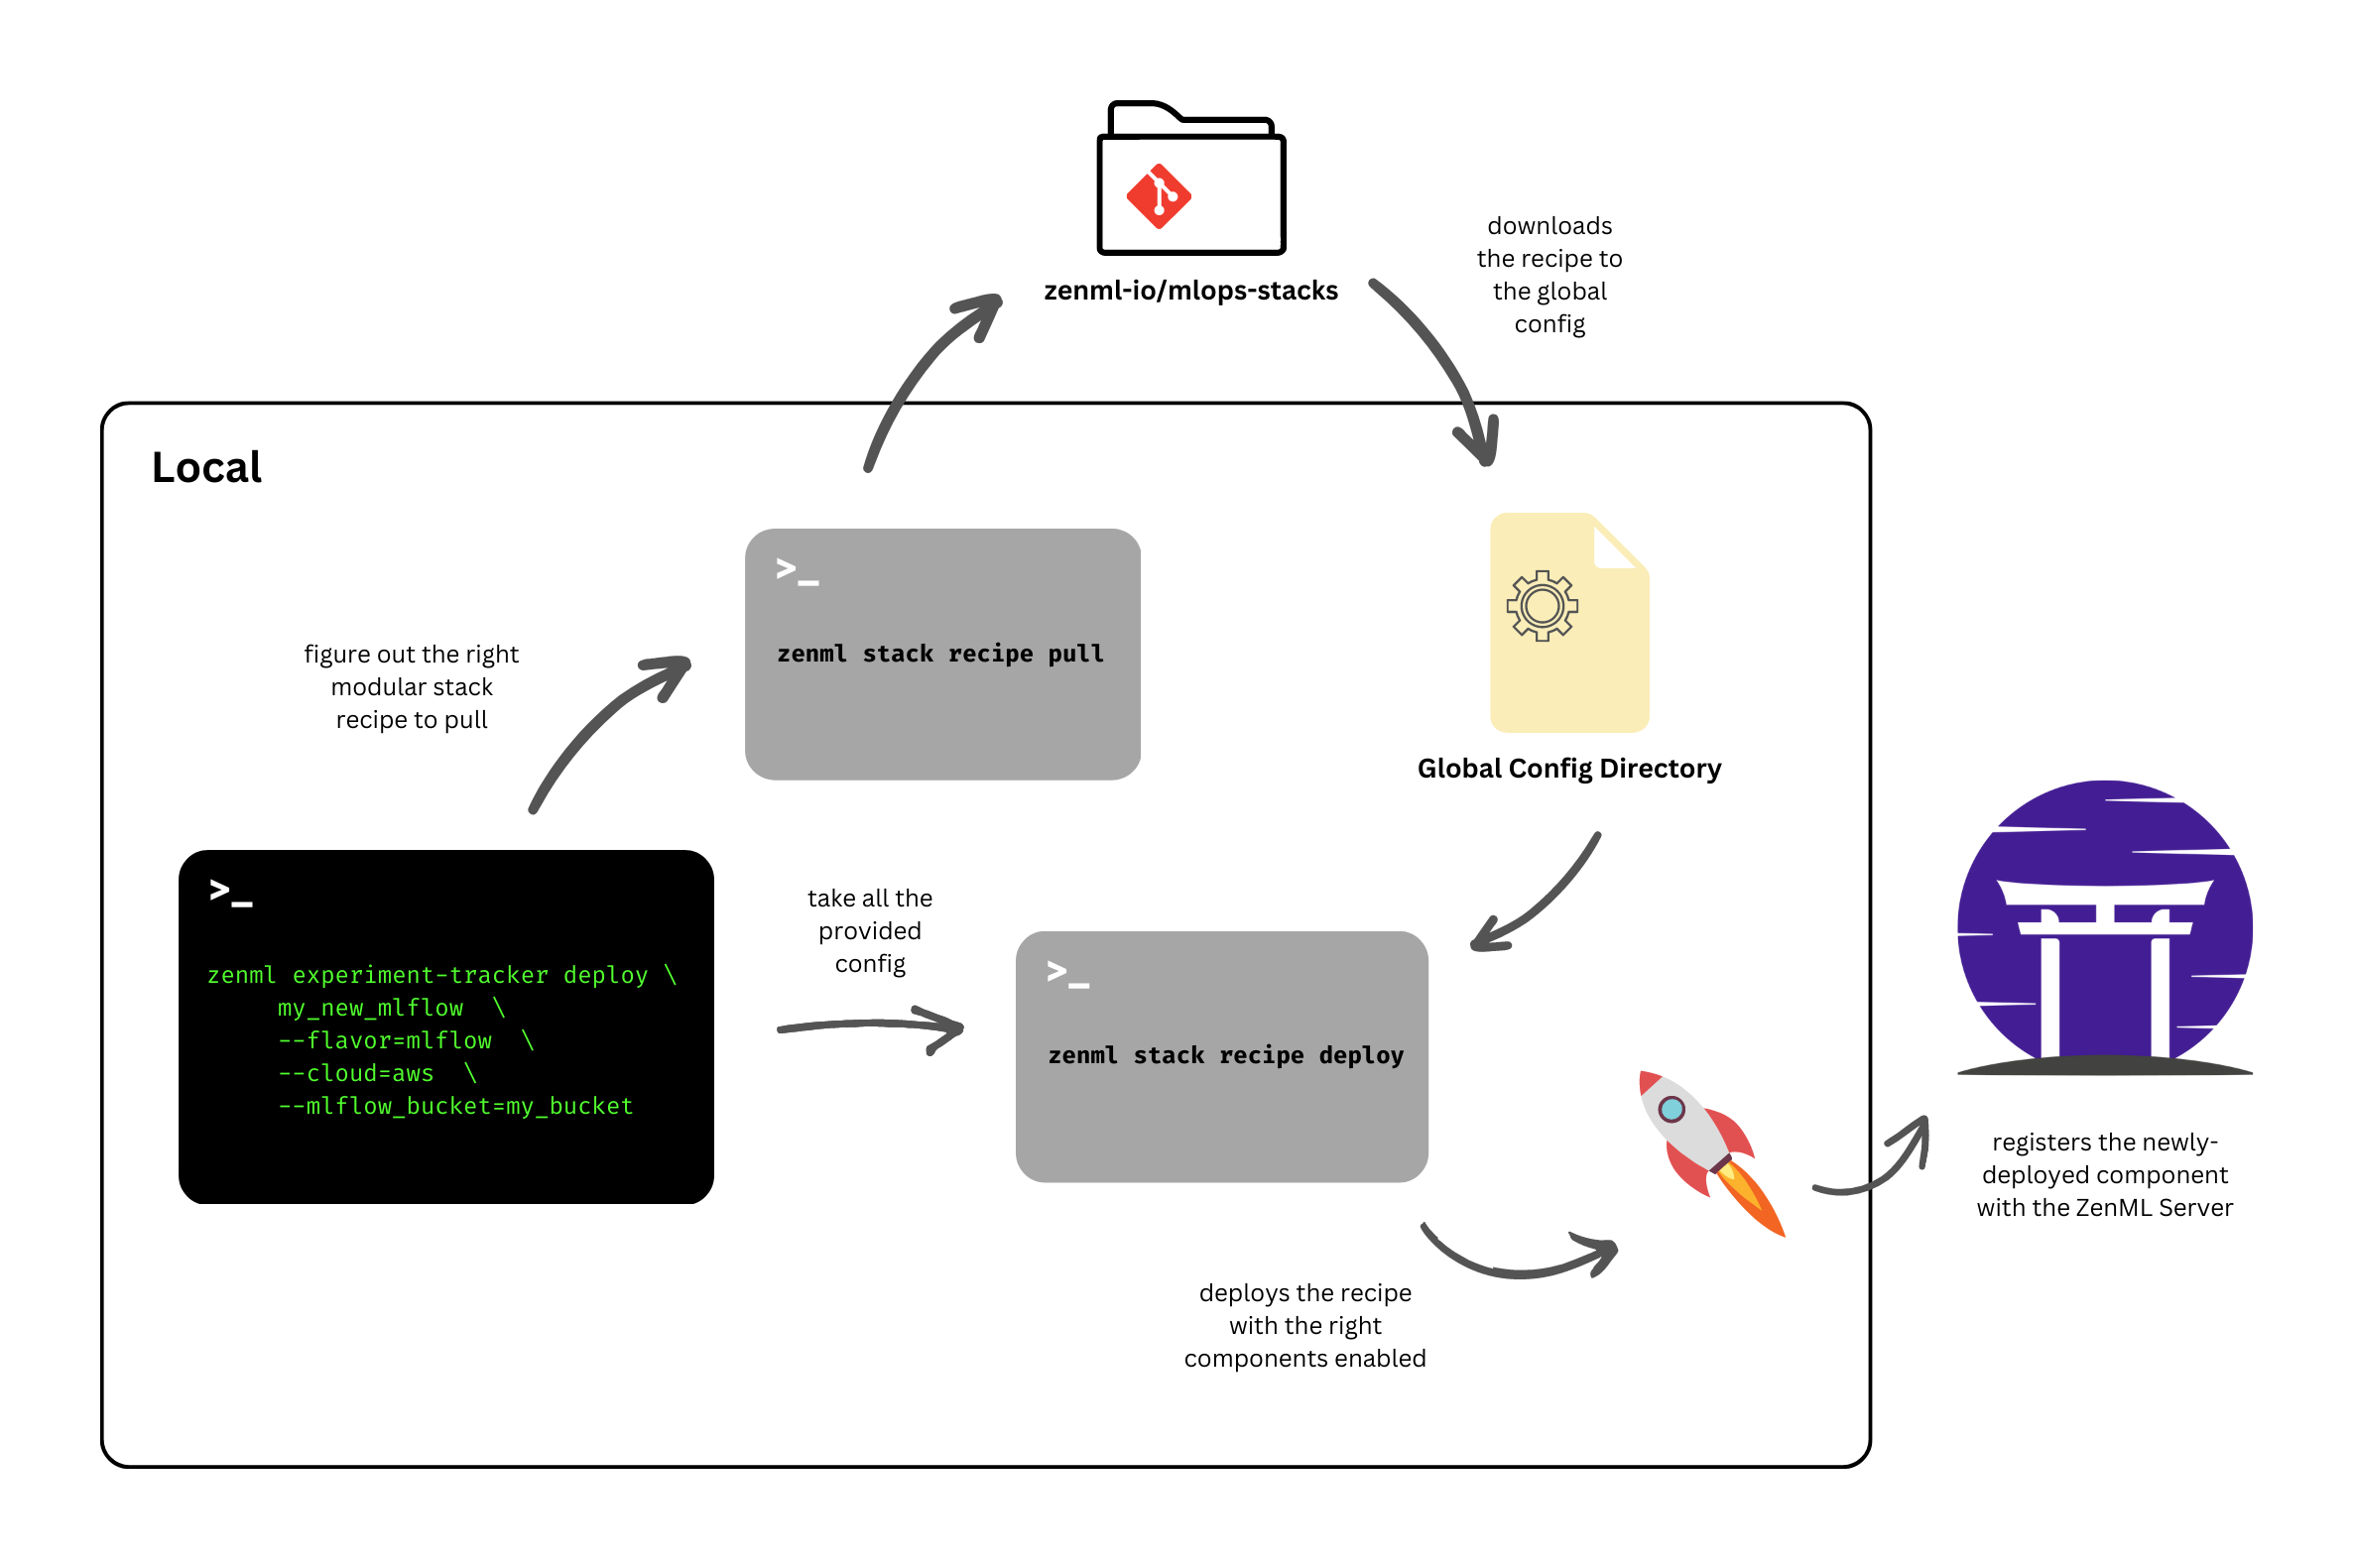 zenml-io/mlops-stacks
downloads
the recipe to
the global
config
Local
>_
zenml stack recipe pull
figure out the right
modular stack
recipe to pull
Global Config Directory
>_
zenml experiment-tracker deploy \
my_new_mlflow \
--flavor=mlflow \
--cloud=aws \
--mlflow_bucket=my_bucket
take all the
provided
config
>_
zenml stack recipe deploy
registers the newly-
deployed component
with the ZenML Server
deploys the recipe
with the right
components enabled